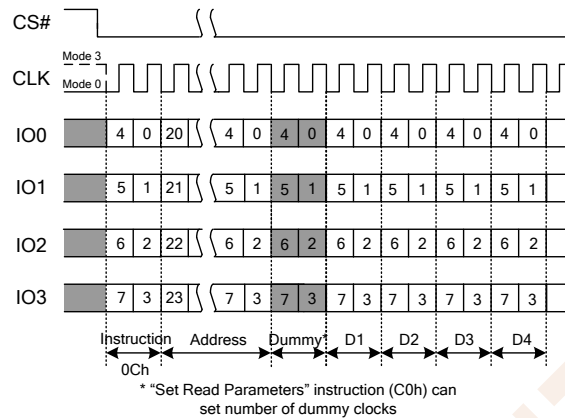 CS#
Mode 3
CLK
Mode 0
IO0 4 0 20 4 0 4 0 4 0 4 0 4 0 4 0
IO1 5 1 21 5 1 5 1 5 1 5 1 5 1 5 1
IO2 6 2 22 6 2 6 2 6 2 6 2 6 2 6 2
IO3 7 3 23 7 3 7 3 7 3 7 3 7 3 7 3
Instruction Address Dummy* D1 D2 D3 D4
0Ch
* “Set Read Parameters” instruction (C0h) can
set number of dummy clocks